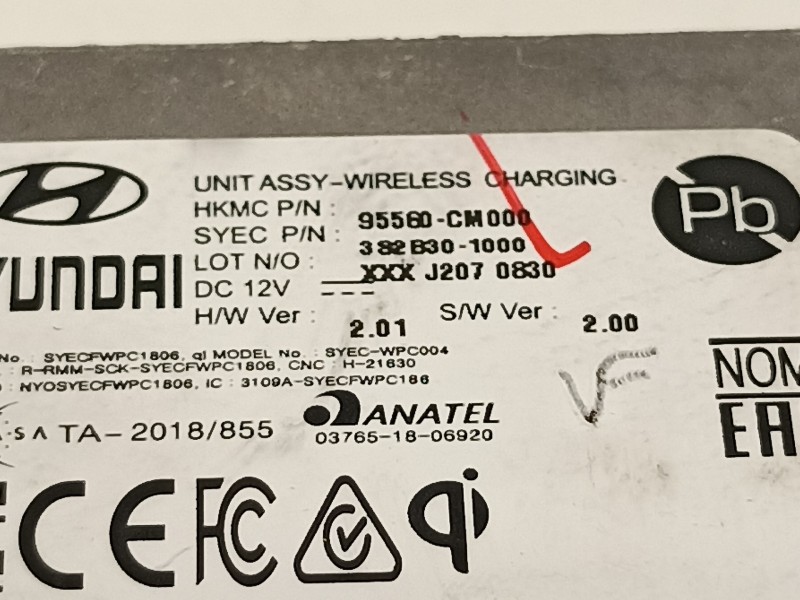 UNIT ASSY-WIRELESS CHARGING
HKMC P/N : 95560-CM000
SYEC P/N : 382B30-1000
LOT N/O : XXX J207 0830
DC 12V
H/W Ver : 2.01 S/W Ver : 2.00
YUNDAI
Pb
No. : SYECFWPC1806, qi MODEL No : SYEC-WPC004
: R-RMM-SCK-SYECFWPC1806, CNC : H-21630
: NYOSYECFWPC1806, IC : 3109A-SYECFWPC186
TA-2018/855
ANATEL
03765-18-06920
NOM
EAC
CE FC qi